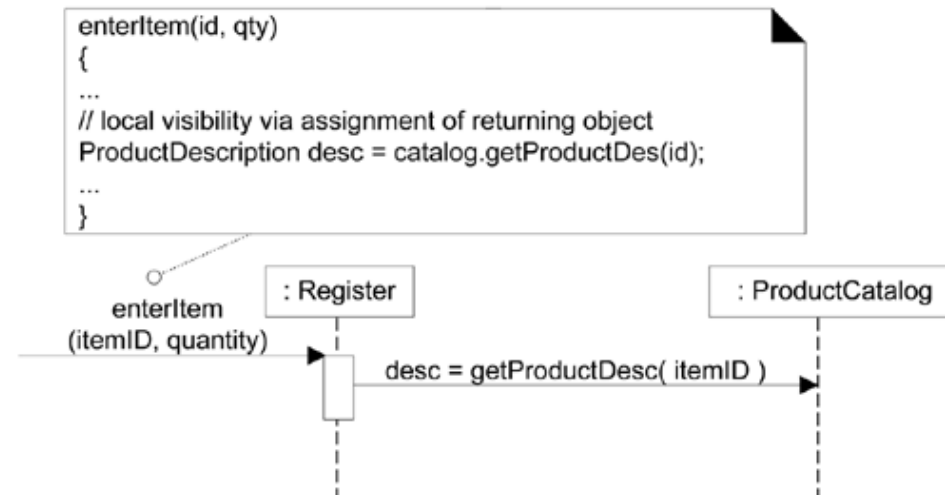 enterItem(id, qty)
{
...
// local visibility via assignment of returning object
ProductDescription desc = catalog.getProductDes(id);
...
}
enterItem
(itemID, quantity)
: Register
: ProductCatalog
desc = getProductDesc( itemID )